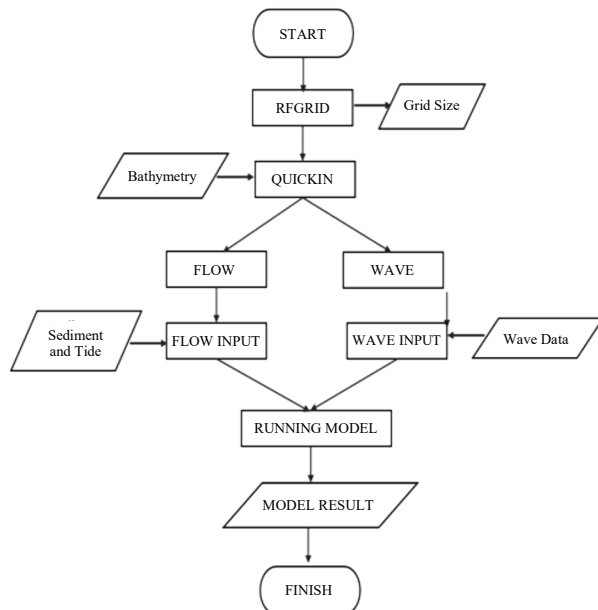 START
RFGRID
Grid Size
Bathymetry
QUICKIN
FLOW
WAVE
Sediment
and Tide
FLOW INPUT
WAVE INPUT
Wave Data
RUNNING MODEL
MODEL RESULT
FINISH